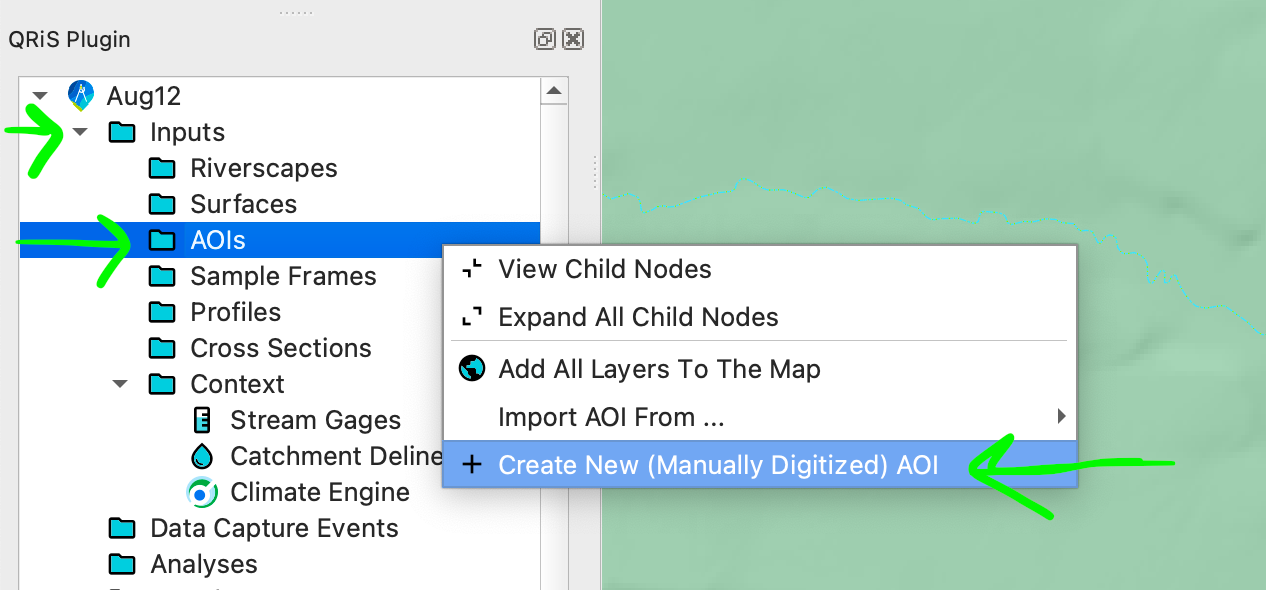 QRiS Plugin
Aug12
Inputs
Riverscapes
Surfaces
AOIs
Sample Frames
Profiles
Cross Sections
Context
Stream Gages
Catchment Deline
Climate Engine
Data Capture Events
Analyses
View Child Nodes
Expand All Child Nodes
Add All Layers To The Map
Import AOI From ...
Create New (Manually Digitized) AOI